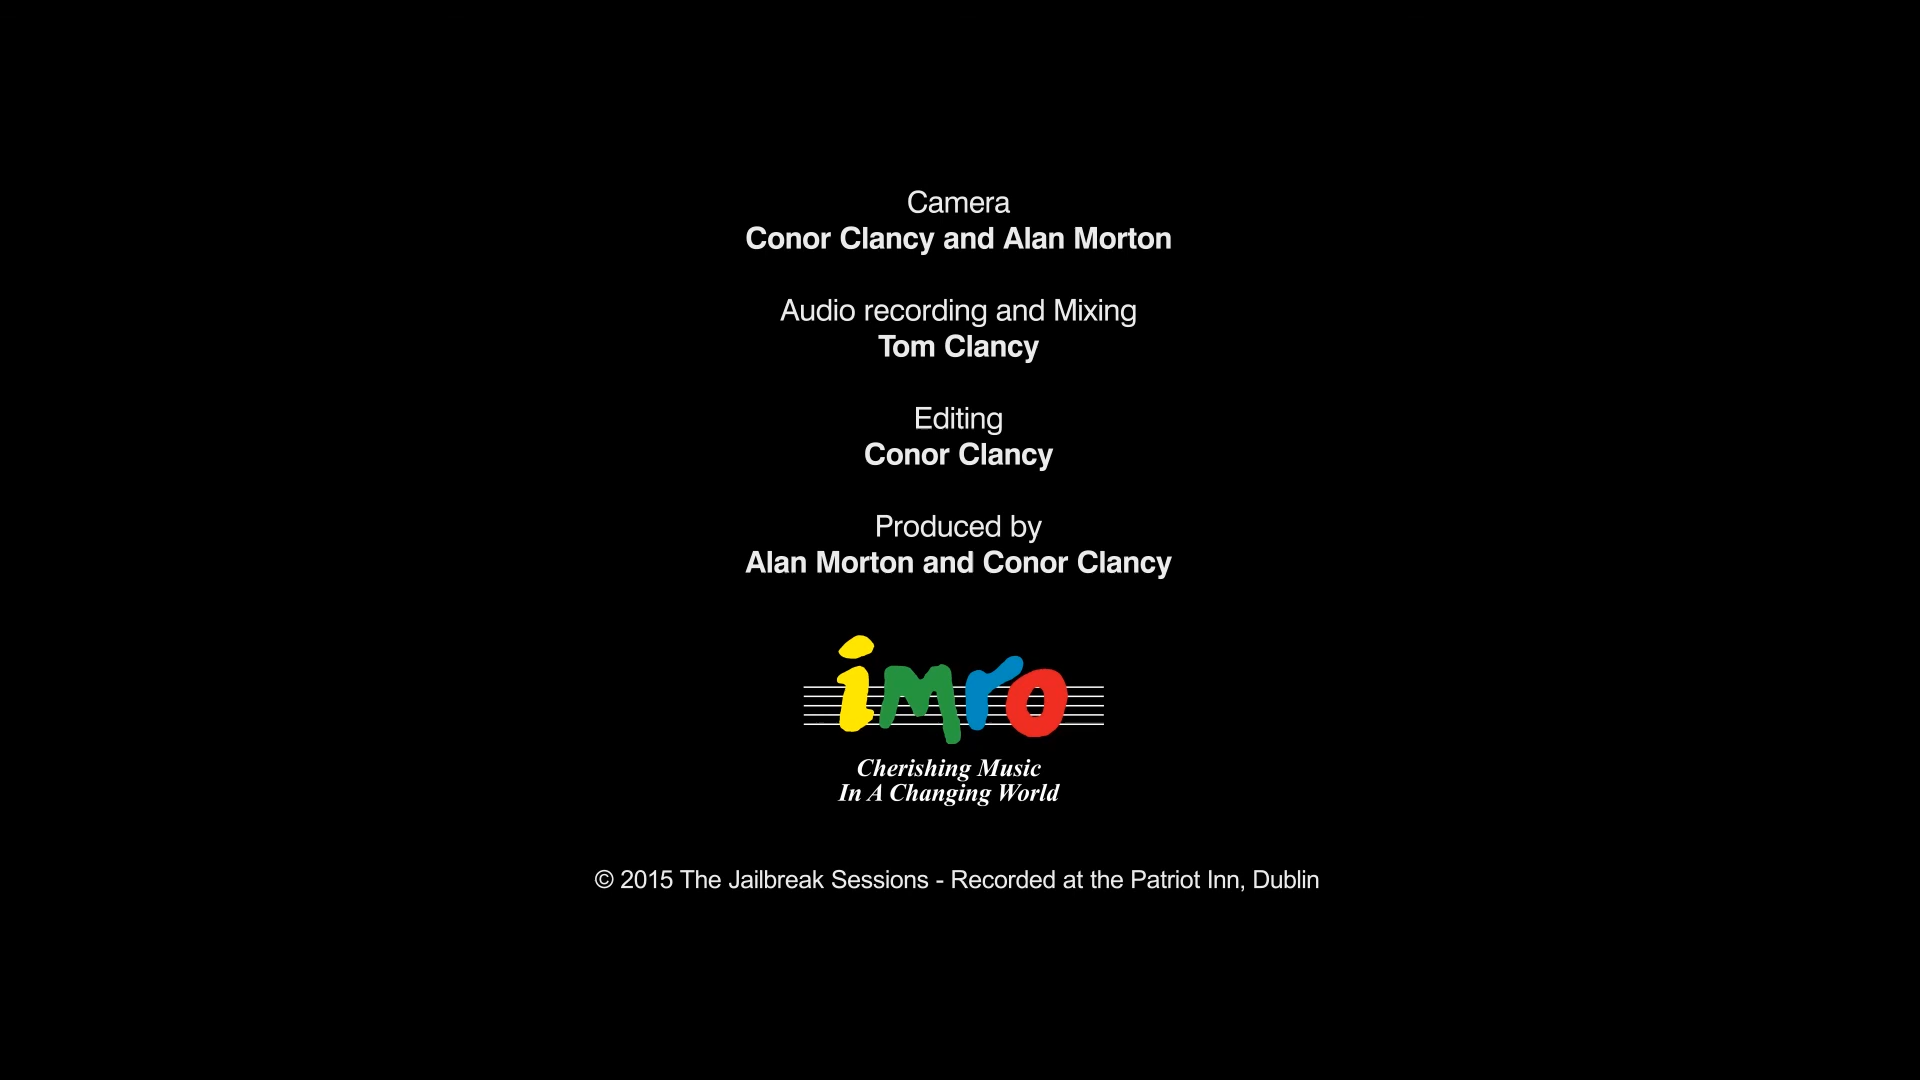 Camera
Conor Clancy and Alan Morton
Audio recording and Mixing
Tom Clancy
Editing
Conor Clancy
Produced by
Alan Morton and Conor Clancy
imro
Cherishing Music
In A Changing World
© 2015 The Jailbreak Sessions - Recorded at the Patriot Inn, Dublin